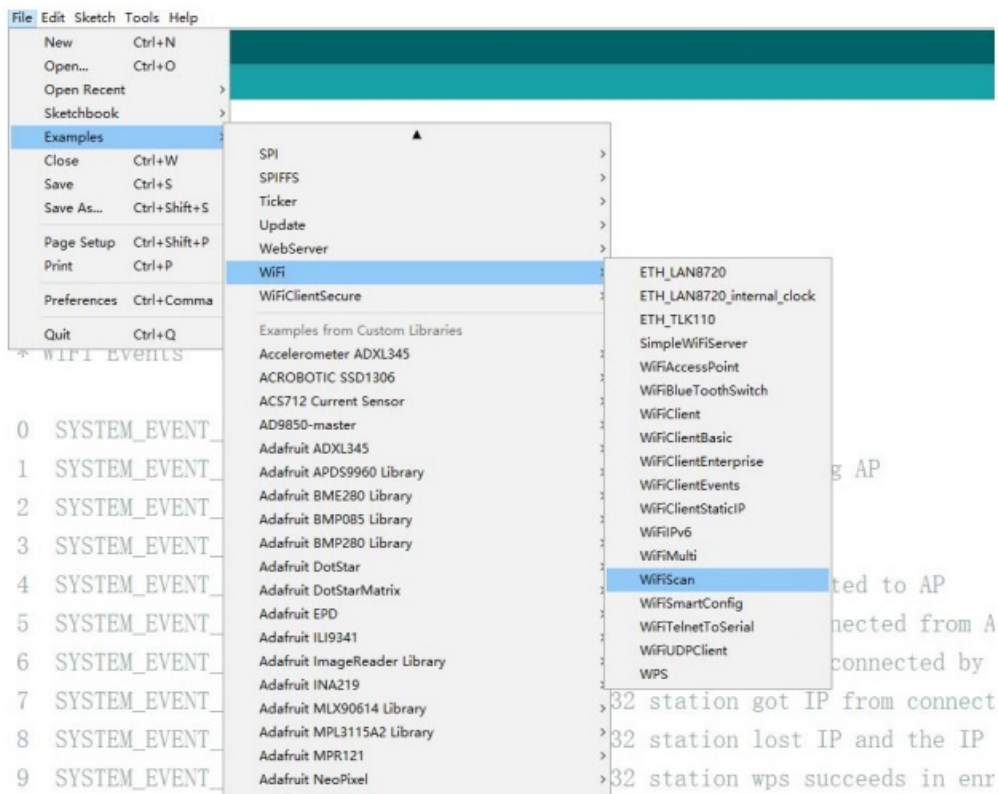 File Edit Sketch Tools Help
New Ctrl+N
Open... Ctrl+O
Open Recent >
Sketchbook >
Examples >
Close Ctrl+W
Save Ctrl+S
Save As... Ctrl+Shift+S
Page Setup Ctrl+Shift+P
Print Ctrl+P
Preferences Ctrl+Comma
Quit Ctrl+Q
SPI >
SPIFFS >
Ticker >
Update >
WebServer >
WiFi >
WiFiClientSecure >
Examples from Custom Libraries
Accelerometer ADXL345 >
ACROBOTIC SSD1306 >
ACS712 Current Sensor >
AD9850-master >
Adafruit ADXL345 >
Adafruit APDS9960 Library >
Adafruit BME280 Library >
Adafruit BMP085 Library >
Adafruit BMP280 Library >
Adafruit DotStar >
Adafruit DotStarMatrix >
Adafruit EPD >
Adafruit ILI9341 >
Adafruit ImageReader Library >
Adafruit INA219 >
Adafruit MLX90614 Library >
Adafruit MPL3115A2 Library >
Adafruit MPR121 >
Adafruit NeoPixel >
ETH_LAN8720
ETH_LAN8720_internal_clock
ETH_TLK110
SimpleWiFiServer
WiFiAccessPoint
WiFiBlueToothSwitch
WiFiClient
WiFiClientBasic
WiFiClientEnterprise
WiFiClientEvents
WiFiClientStaticIP
WiFiIPv6
WiFiMulti
WiFiScan
WiFiSmartConfig
WiFiTelnetToSerial
WiFiUDPClient
WPS
* WiFi Events
0 SYSTEM_EVENT_
1 SYSTEM_EVENT_ g AP
2 SYSTEM_EVENT_
3 SYSTEM_EVENT_
4 SYSTEM_EVENT_ ted to AP
5 SYSTEM_EVENT_ nected from A
6 SYSTEM_EVENT_ connected by
7 SYSTEM_EVENT_ 32 station got IP from connect
8 SYSTEM_EVENT_ 32 station lost IP and the IP
9 SYSTEM_EVENT_ 32 station wps succeeds in enr